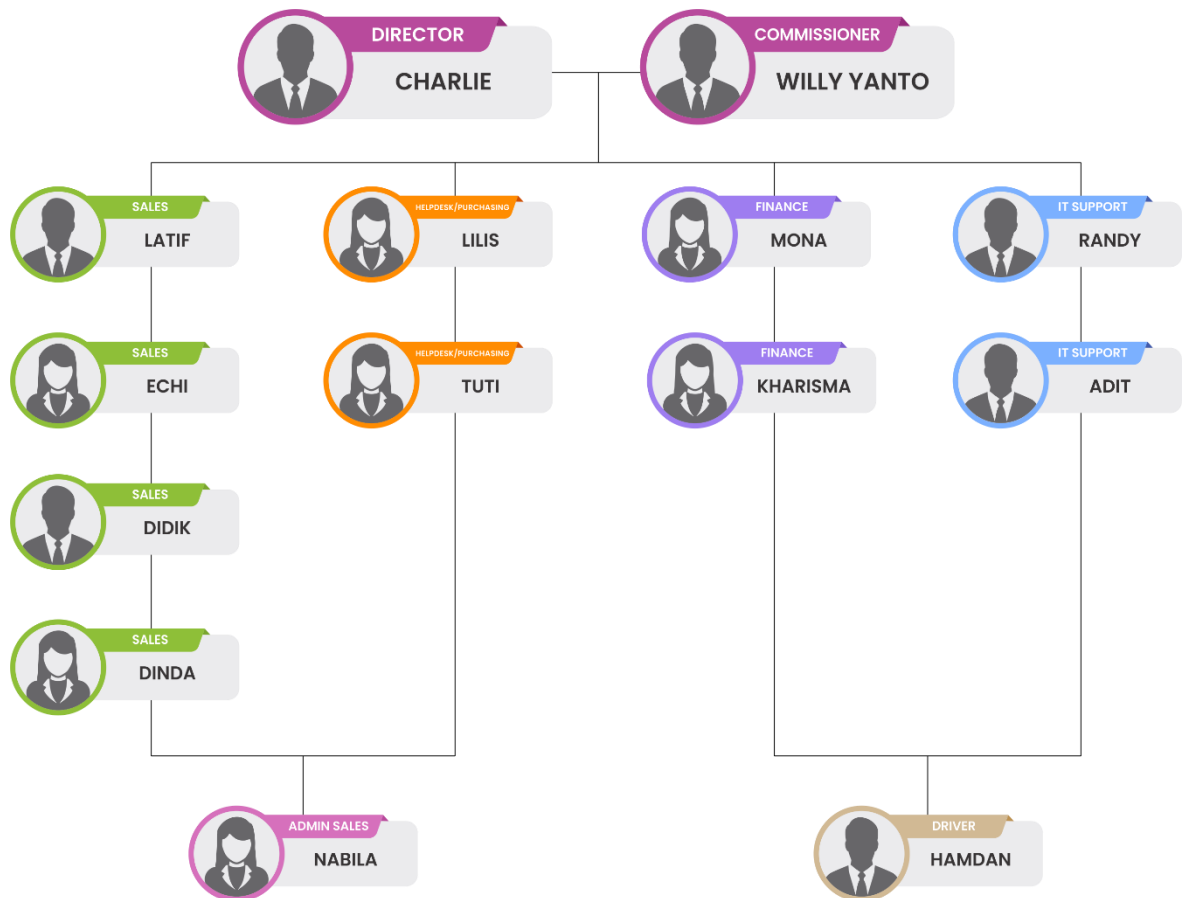 DIRECTOR
CHARLIE
COMMISSIONER
WILLY YANTO
SALES
LATIF
HELPDESK/PURCHASING
LILIS
FINANCE
MONA
IT SUPPORT
RANDY
SALES
ECHI
HELPDESK/PURCHASING
TUTI
FINANCE
KHARISMA
IT SUPPORT
ADIT
SALES
DIDIK
SALES
DINDA
ADMIN SALES
NABILA
DRIVER
HAMDAN